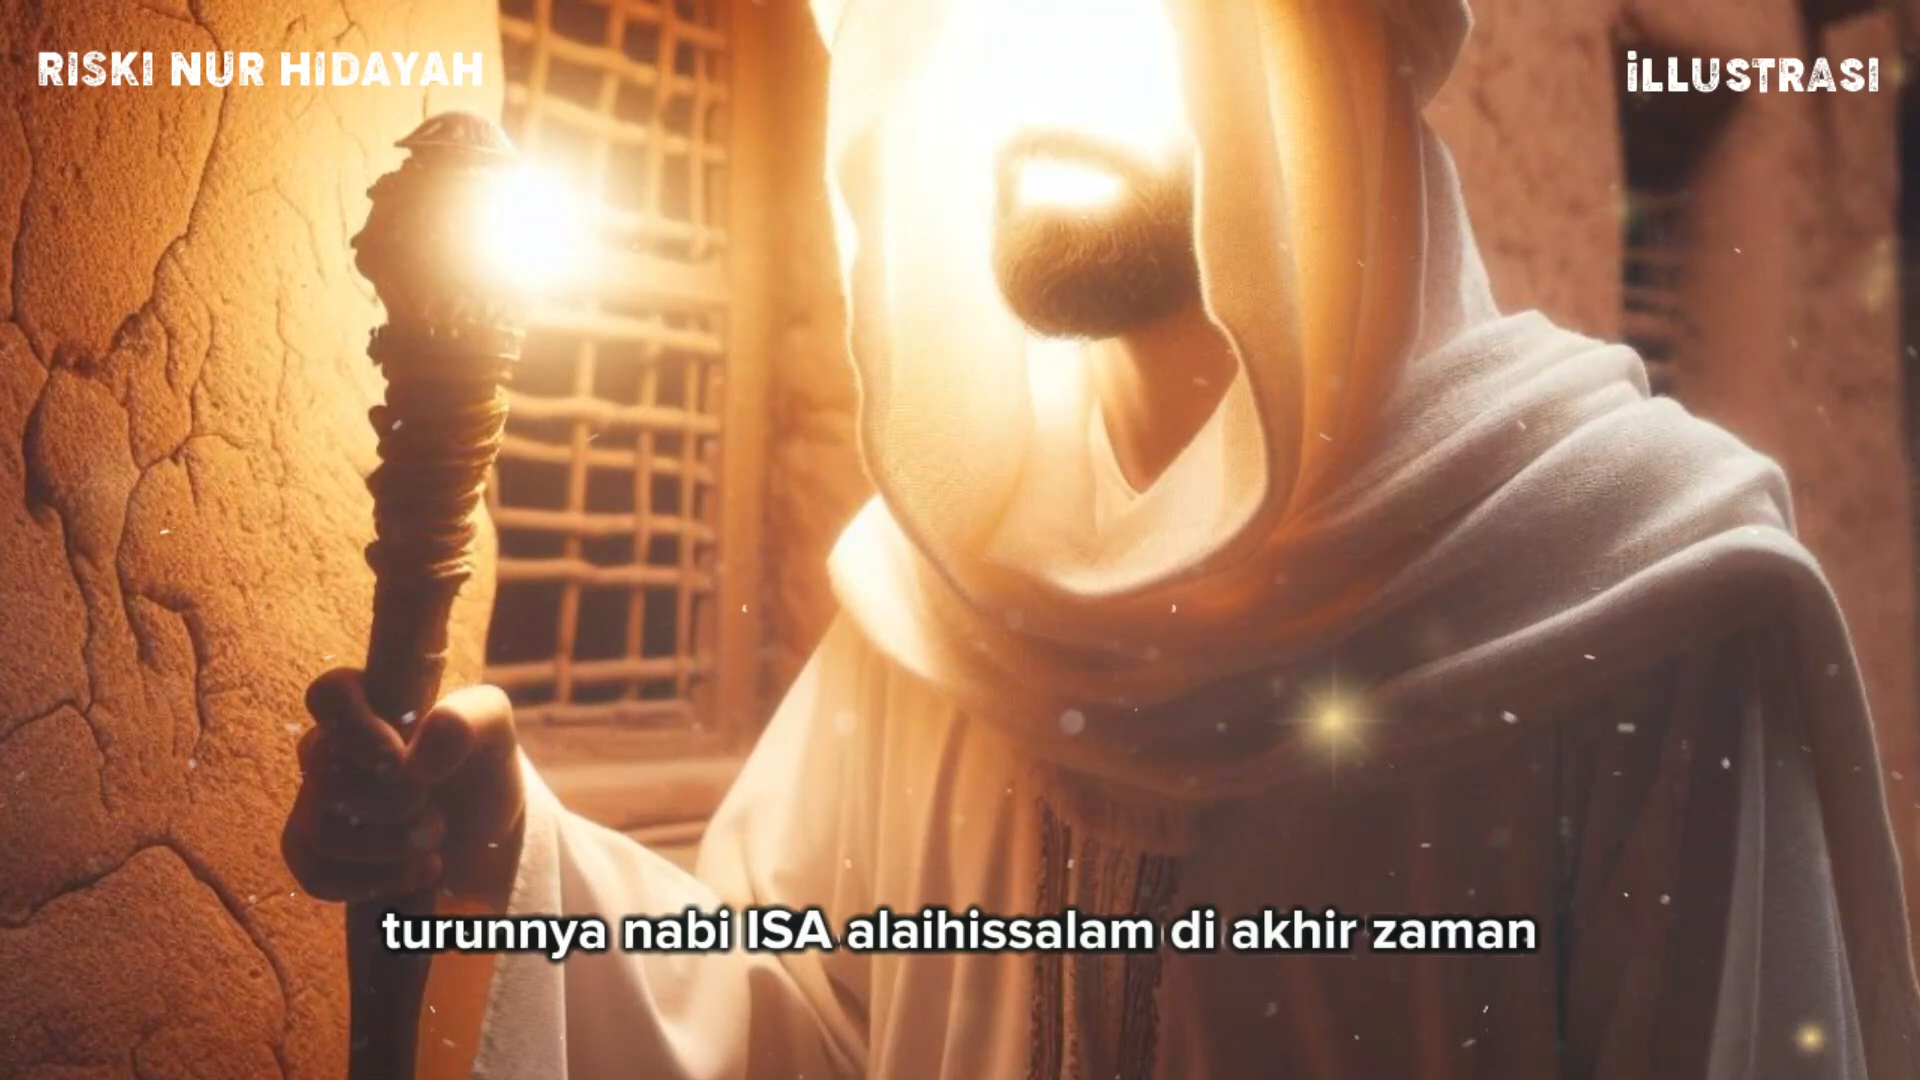 RISKI NUR HIDAYAH
ILLUSTRASI
turunnya nabi ISA alaihissalam di akhir zaman